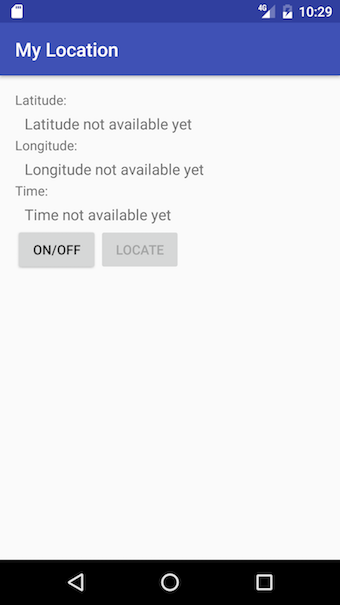 4G 10:29
My Location
Latitude:
Latitude not available yet
Longitude:
Longitude not available yet
Time:
Time not available yet
ON/OFF LOCATE